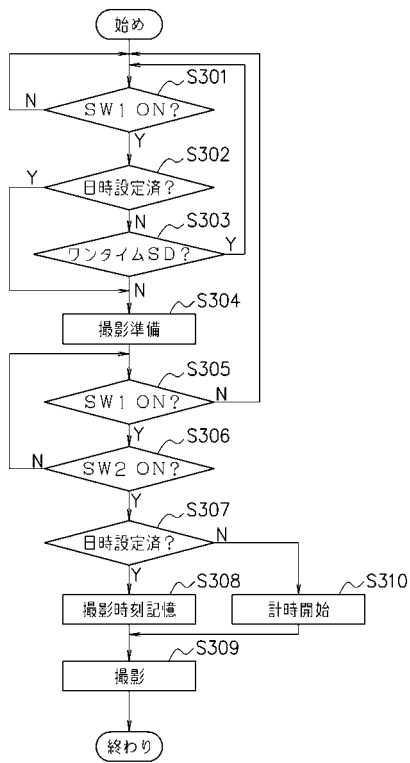 始め
S301
SW1 ON?
N
Y
S302
Y
日時設定済?
N
S303
ワンタイムSD?
Y
N
S304
撮影準備
S305
SW1 ON?
N
Y
S306
SW2 ON?
N
Y
S307
日時設定済?
N
Y
S308
S310
撮影時刻記憶
計時開始
S309
撮影
終わり